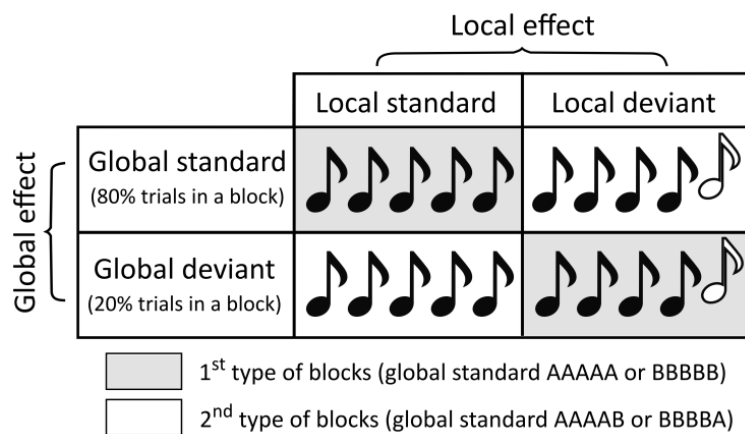 Local effect
Local standard
Local deviant
Global effect
Global standard
(80% trials in a block)
Global deviant
(20% trials in a block)
1st type of blocks (global standard AAAAA or BBBBB)
2nd type of blocks (global standard AAAAB or BBBBA)